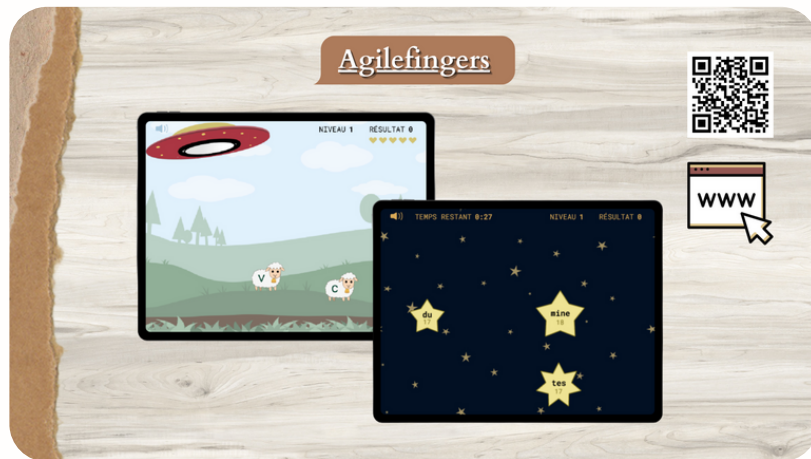 Agilefingers
NIVEAU 1 RÉSULTAT 0
V
C
WWW
TEMPS RESTANT 0:27 NIVEAU 1 RÉSULTAT 0
du
17
mine
18
tes
17